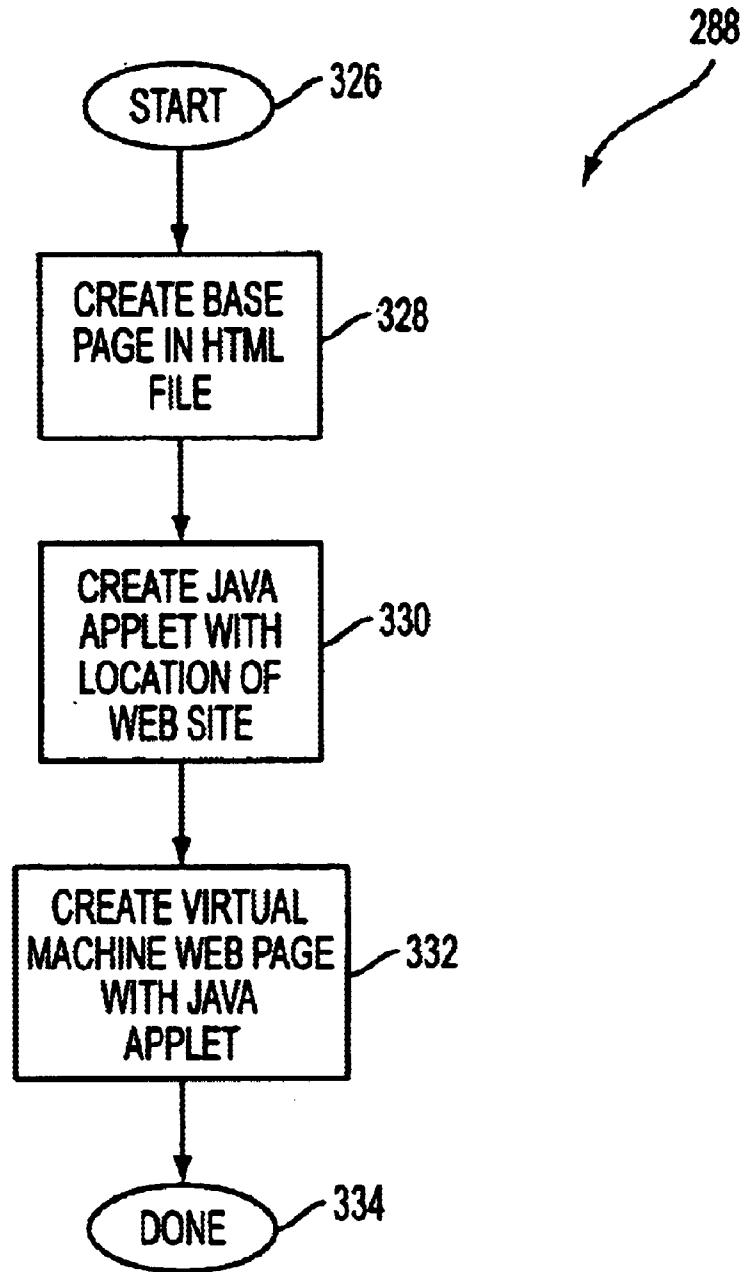 288
START
326
CREATE BASE
PAGE IN HTML
FILE
328
CREATE JAVA
APPLET WITH
LOCATION OF
WEB SITE
330
CREATE VIRTUAL
MACHINE WEB PAGE
WITH JAVA
APPLET
332
DONE
334